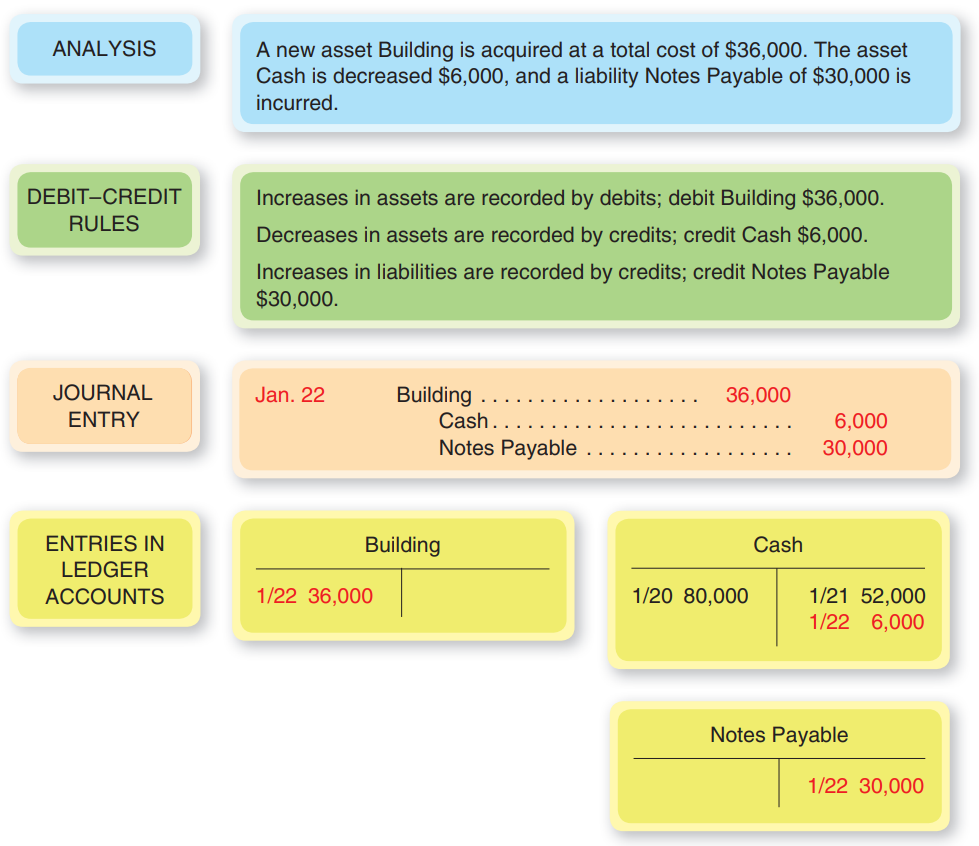 ANALYSIS
A new asset Building is acquired at a total cost of $36,000. The asset
Cash is decreased $6,000, and a liability Notes Payable of $30,000 is
incurred.
DEBIT–CREDIT
RULES
Increases in assets are recorded by debits; debit Building $36,000.
Decreases in assets are recorded by credits; credit Cash $6,000.
Increases in liabilities are recorded by credits; credit Notes Payable
$30,000.
JOURNAL
ENTRY
Jan. 22 Building . . . . . . . . . . . . . . . . . . . 36,000
Cash . . . . . . . . . . . . . . . . . . . . . . . . . . 6,000
Notes Payable . . . . . . . . . . . . . . . . . . 30,000
ENTRIES IN
LEDGER
ACCOUNTS
Building
1/22 36,000
Cash
1/20 80,000 1/21 52,000
1/22 6,000
Notes Payable
1/22 30,000